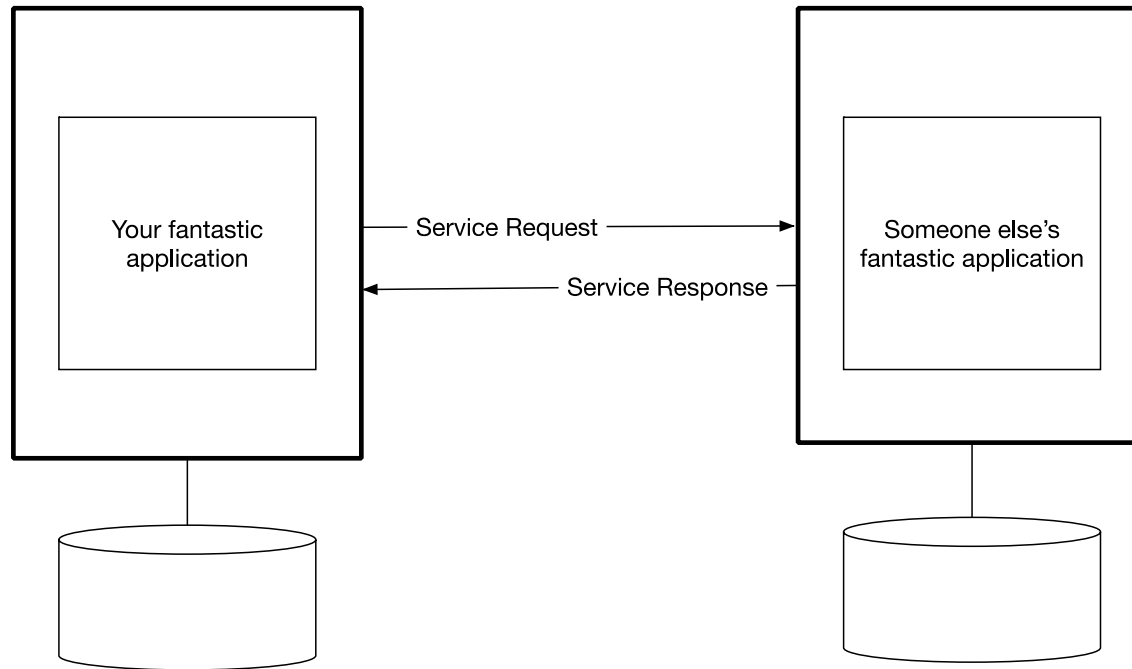 Your fantastic
application
Service Request
Service Response
Someone else’s
fantastic application